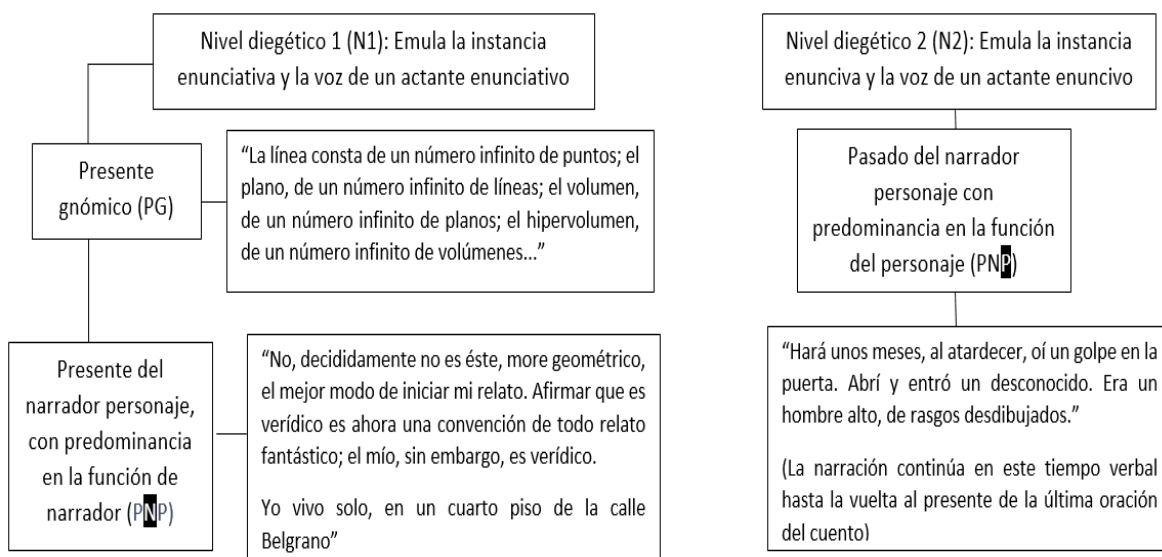 Nivel diegético 1 (N1): Emula la instancia
enunciativa y la voz de un actante enunciativo
Presente
gnómico (PG)
“La línea consta de un número infinito de puntos; el
plano, de un número infinito de líneas; el volumen,
de un número infinito de planos; el hipervolumen,
de un número infinito de volúmenes...”
Presente del
narrador personaje,
con predominancia
en la función de
narrador (PNP)
“No, decididamente no es éste, more geométrico,
el mejor modo de iniciar mi relato. Afirmar que es
verídico es ahora una convención de todo relato
fantástico; el mío, sin embargo, es verídico.
Yo vivo solo, en un cuarto piso de la calle
Belgrano”
Nivel diegético 2 (N2): Emula la instancia
enunciva y la voz de un actante enuncivo
Pasado del narrador
personaje con
predominancia en la función
del personaje (PNP)
“Hará unos meses, al atardecer, oí un golpe en la
puerta. Abrí y entró un desconocido. Era un
hombre alto, de rasgos desdibujados.”
(La narración continúa en este tiempo verbal
hasta la vuelta al presente de la última oración
del cuento)